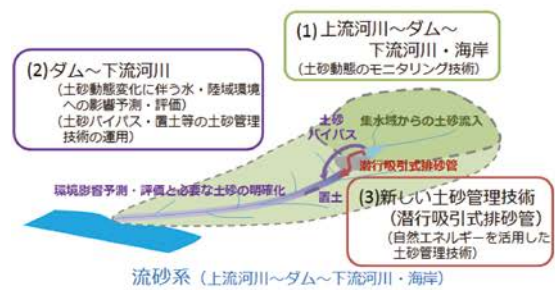 (1)上流河川～ダム～
下流河川・海岸
(土砂動態のモニタリング技術)
(2)ダム～下流河川
(土砂動態変化に伴う水・陸域環境
への影響予測・評価)
(土砂バイパス・置土等の土砂管理
技術の運用)
土砂
バイパス
集水域からの土砂流入
潜行吸引式排砂管
環境影響予測・評価と必要な土砂の明確化
置土
(3)新しい土砂管理技術
(潜行吸引式排砂管)
(自然エネルギーを活用した
土砂管理技術)
流砂系(上流河川～ダム～下流河川・海岸)